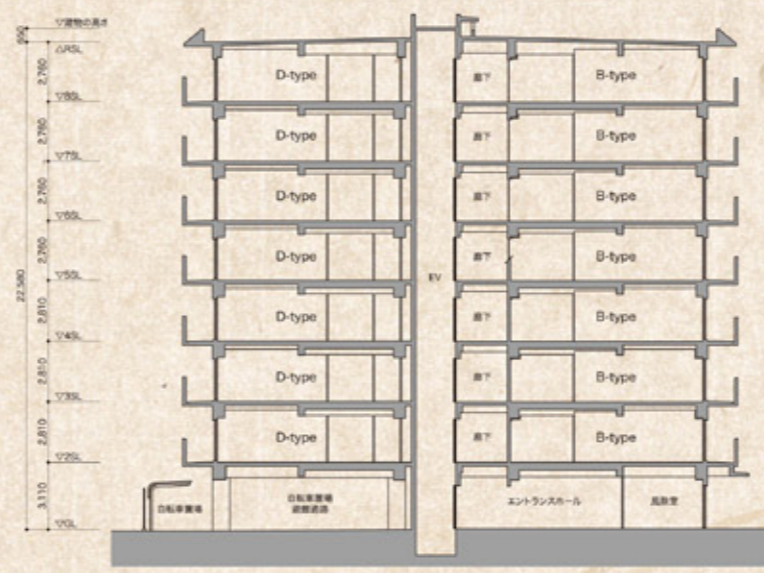 ▽建物の高さ
550
△RSL
2,760
▽8SL
2,760
▽7SL
2,760
▽6SL
2,760
▽5SL
2,810
▽4SL
2,810
▽3SL
2,810
▽2SL
3,110
▽GL
22,580
D-type
廊下
B-type
D-type
廊下
B-type
D-type
廊下
B-type
D-type
廊下
B-type
EV
D-type
廊下
B-type
D-type
廊下
B-type
D-type
廊下
B-type
自転車置場
自転車置場
避難通路
エントランスホール
風除室